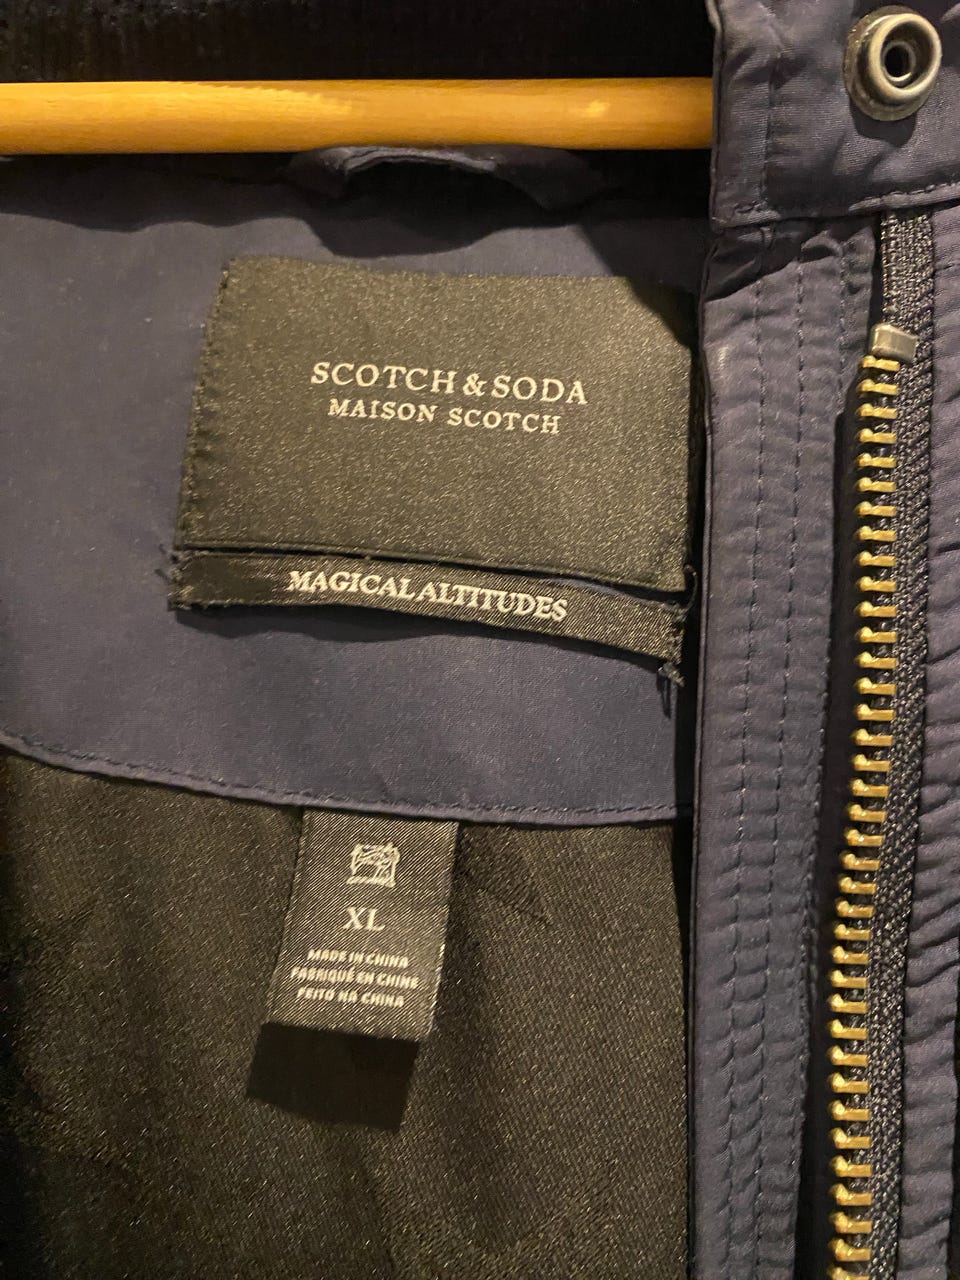 SCOTCH & SODA
MAISON SCOTCH
MAGICAL ALTITUDES
XL
MADE IN CHINA
FABRIQUÉ EN CHINE
FEITO NA CHINA